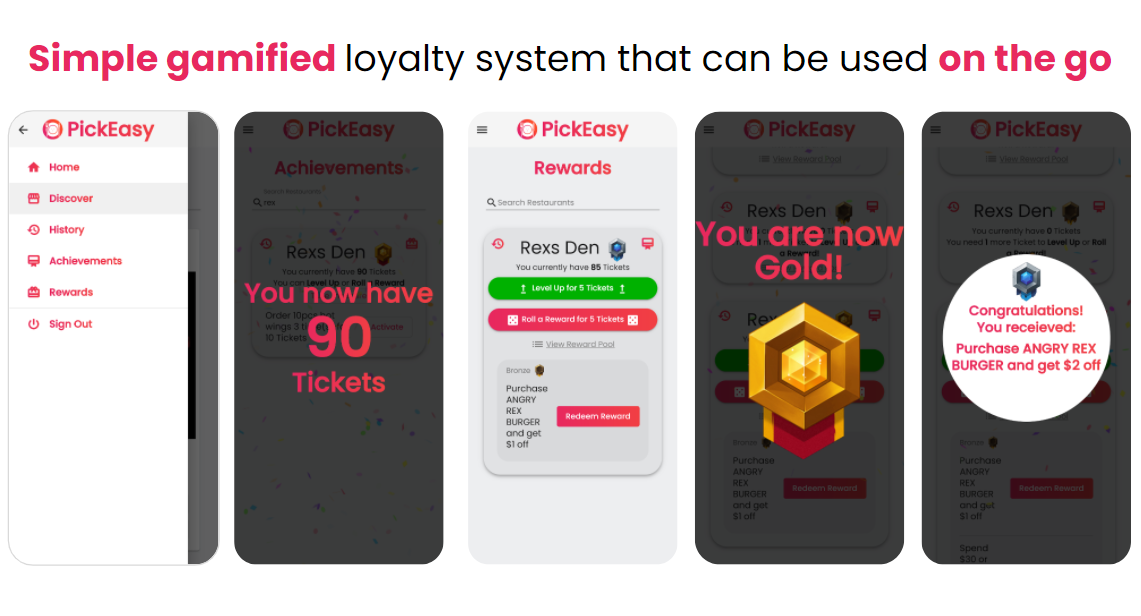 Simple gamified loyalty system that can be used on the go
PickEasy
Home
Discover
History
Achievements
Rewards
Sign Out
PickEasy
Achievements
Search Restaurants
rex
Rexs Den
You currently have 90 Tickets
You can Level Up or Roll a Reward
You now have
90
Tickets
Order 10pcs
wings 3
10 Tickets
Activate
PickEasy
Rewards
Search Restaurants
Rexs Den
You currently have 85 Tickets
Level Up for 5 Tickets
Roll a Reward for 5 Tickets
View Reward Pool
Bronze
Purchase
ANGRY
REX
BURGER
and get
$1 off
Redeem Reward
PickEasy
View Reward Pool
Rexs Den
You are now
Gold!
Bronze
Purchase
ANGRY
REX
BURGER
and get
$1 off
Redeem Reward
PickEasy
View Reward Pool
Rexs Den
You currently have 0 Tickets
You need 1 more Ticket to Level Up or Roll
a Reward!
Congratulations!
You receieved:
Purchase ANGRY REX
BURGER and get $2 off
Bronze
Purchase
ANGRY
REX
BURGER
and get
$1 off
Redeem Reward
Spend
$30 or